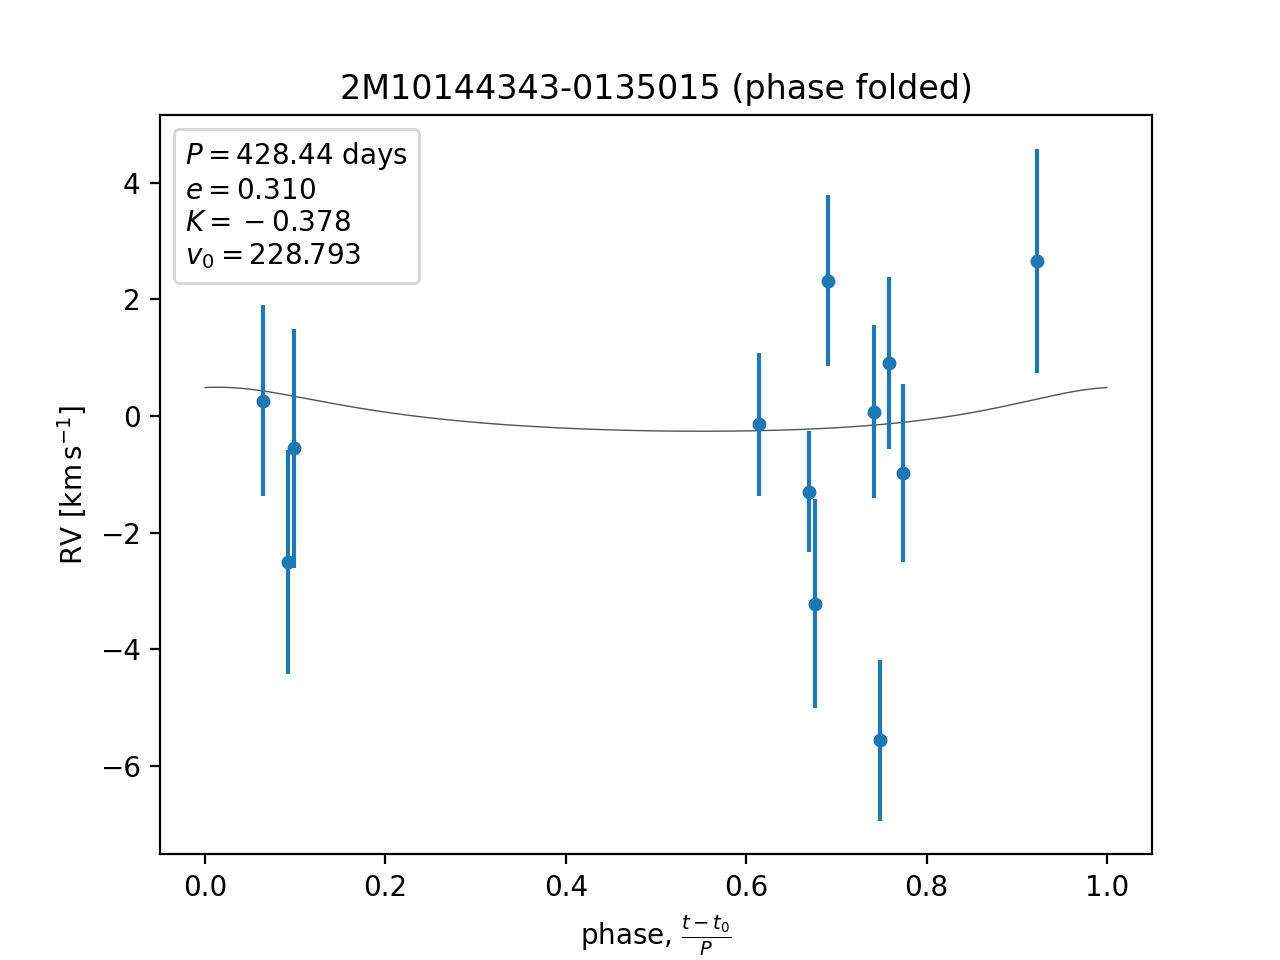 2M10144343-0135015 (phase folded)
P = 428.44 days
e = 0.310
K = −0.378
v₀ = 228.793
4
2
0
−2
−4
−6
RV [km s⁻¹]
0.0 0.2 0.4 0.6 0.8 1.0
phase, (t − t₀)/P